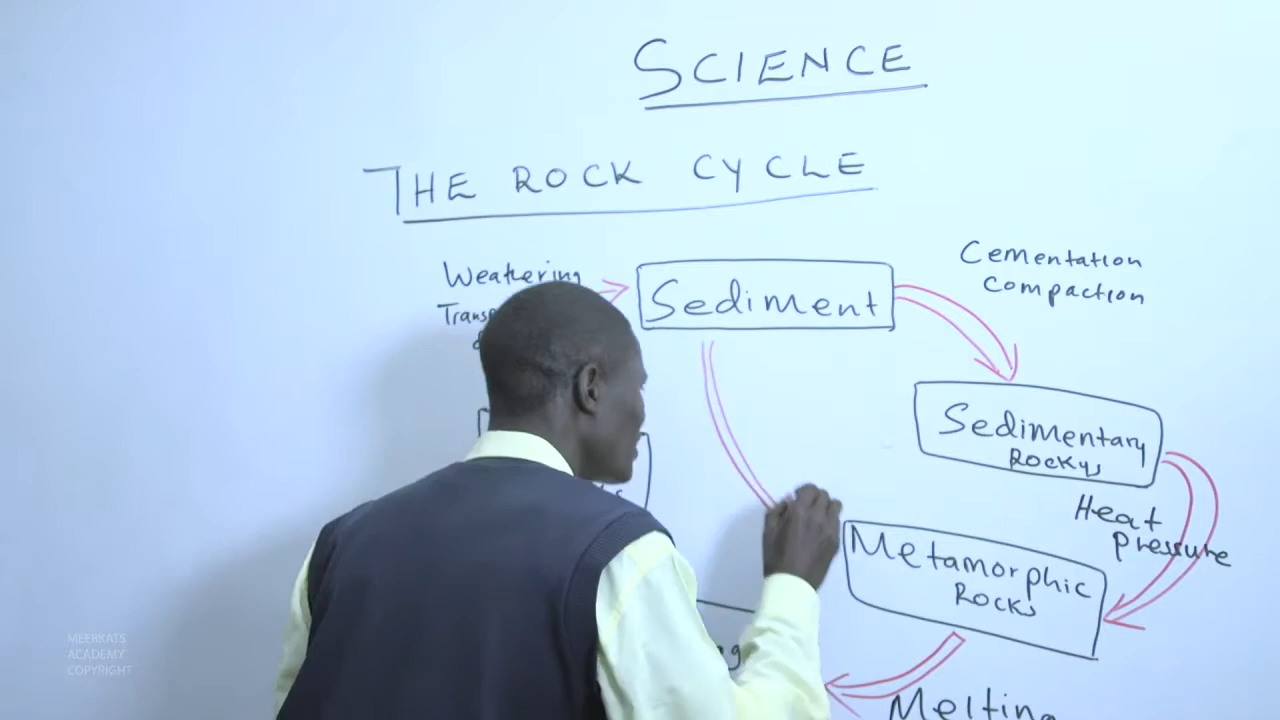 SCIENCE
THE ROCK CYCLE
Weathering
Sediment
Cementation
Compaction
Sedimentary
Rocks
Heat
Pressure
Metamorphic
Rocks
Melting
MEERKATS
ACADEMY
COPYRIGHT